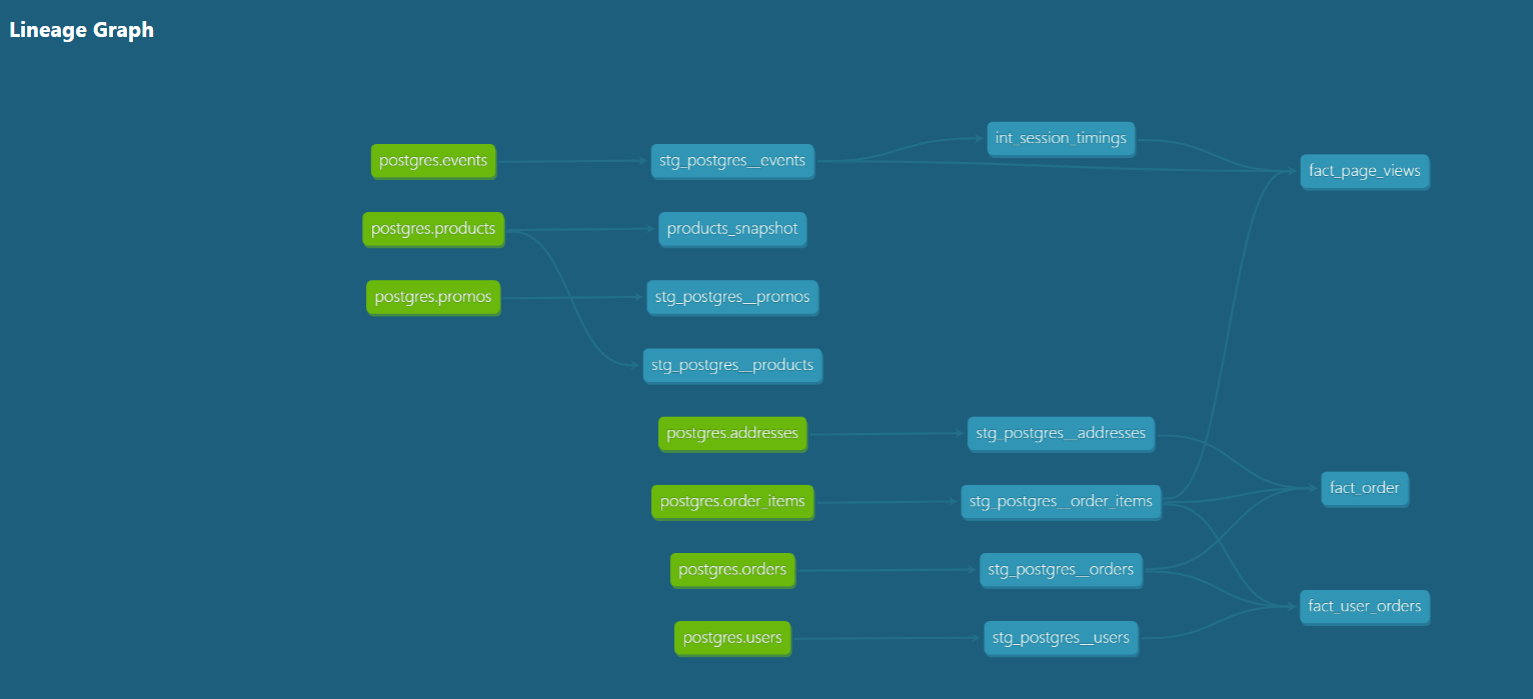 Lineage Graph
int_session_timings
postgres.events
stg_postgres__events
fact_page_views
postgres.products
products_snapshot
postgres.promos
stg_postgres__promos
stg_postgres__products
postgres.addresses
stg_postgres__addresses
fact_order
postgres.order_items
stg_postgres__order_items
postgres.orders
stg_postgres__orders
fact_user_orders
postgres.users
stg_postgres__users